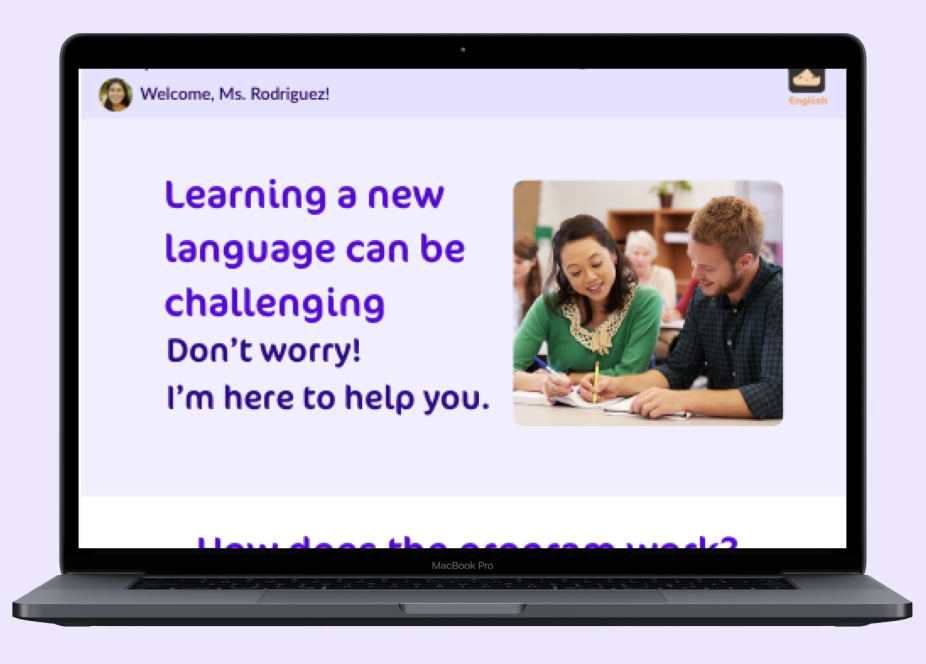 Welcome, Ms. Rodriguez!
English
Learning a new
language can be
challenging
Don't worry!
I'm here to help you.
How does the program work?
MacBook Pro